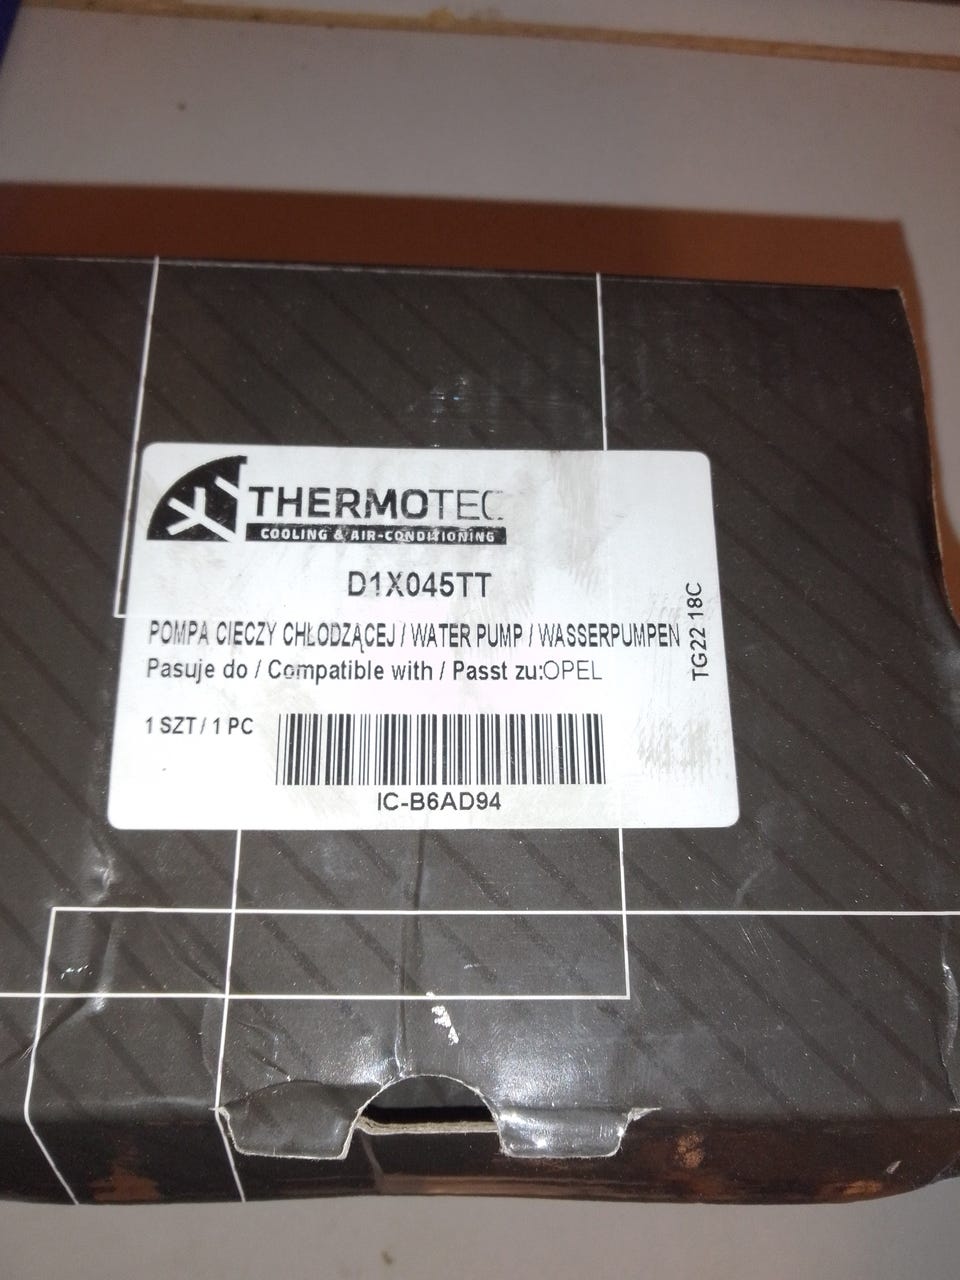 THERMOTEC
COOLING & AIR-CONDITIONING
D1X045TT
POMPA CIECZY CHŁODZĄCEJ / WATER PUMP / WASSERPUMPEN
Pasuje do / Compatible with / Passt zu:OPEL
TG22 18C
1 SZT / 1 PC
IC-B6AD94